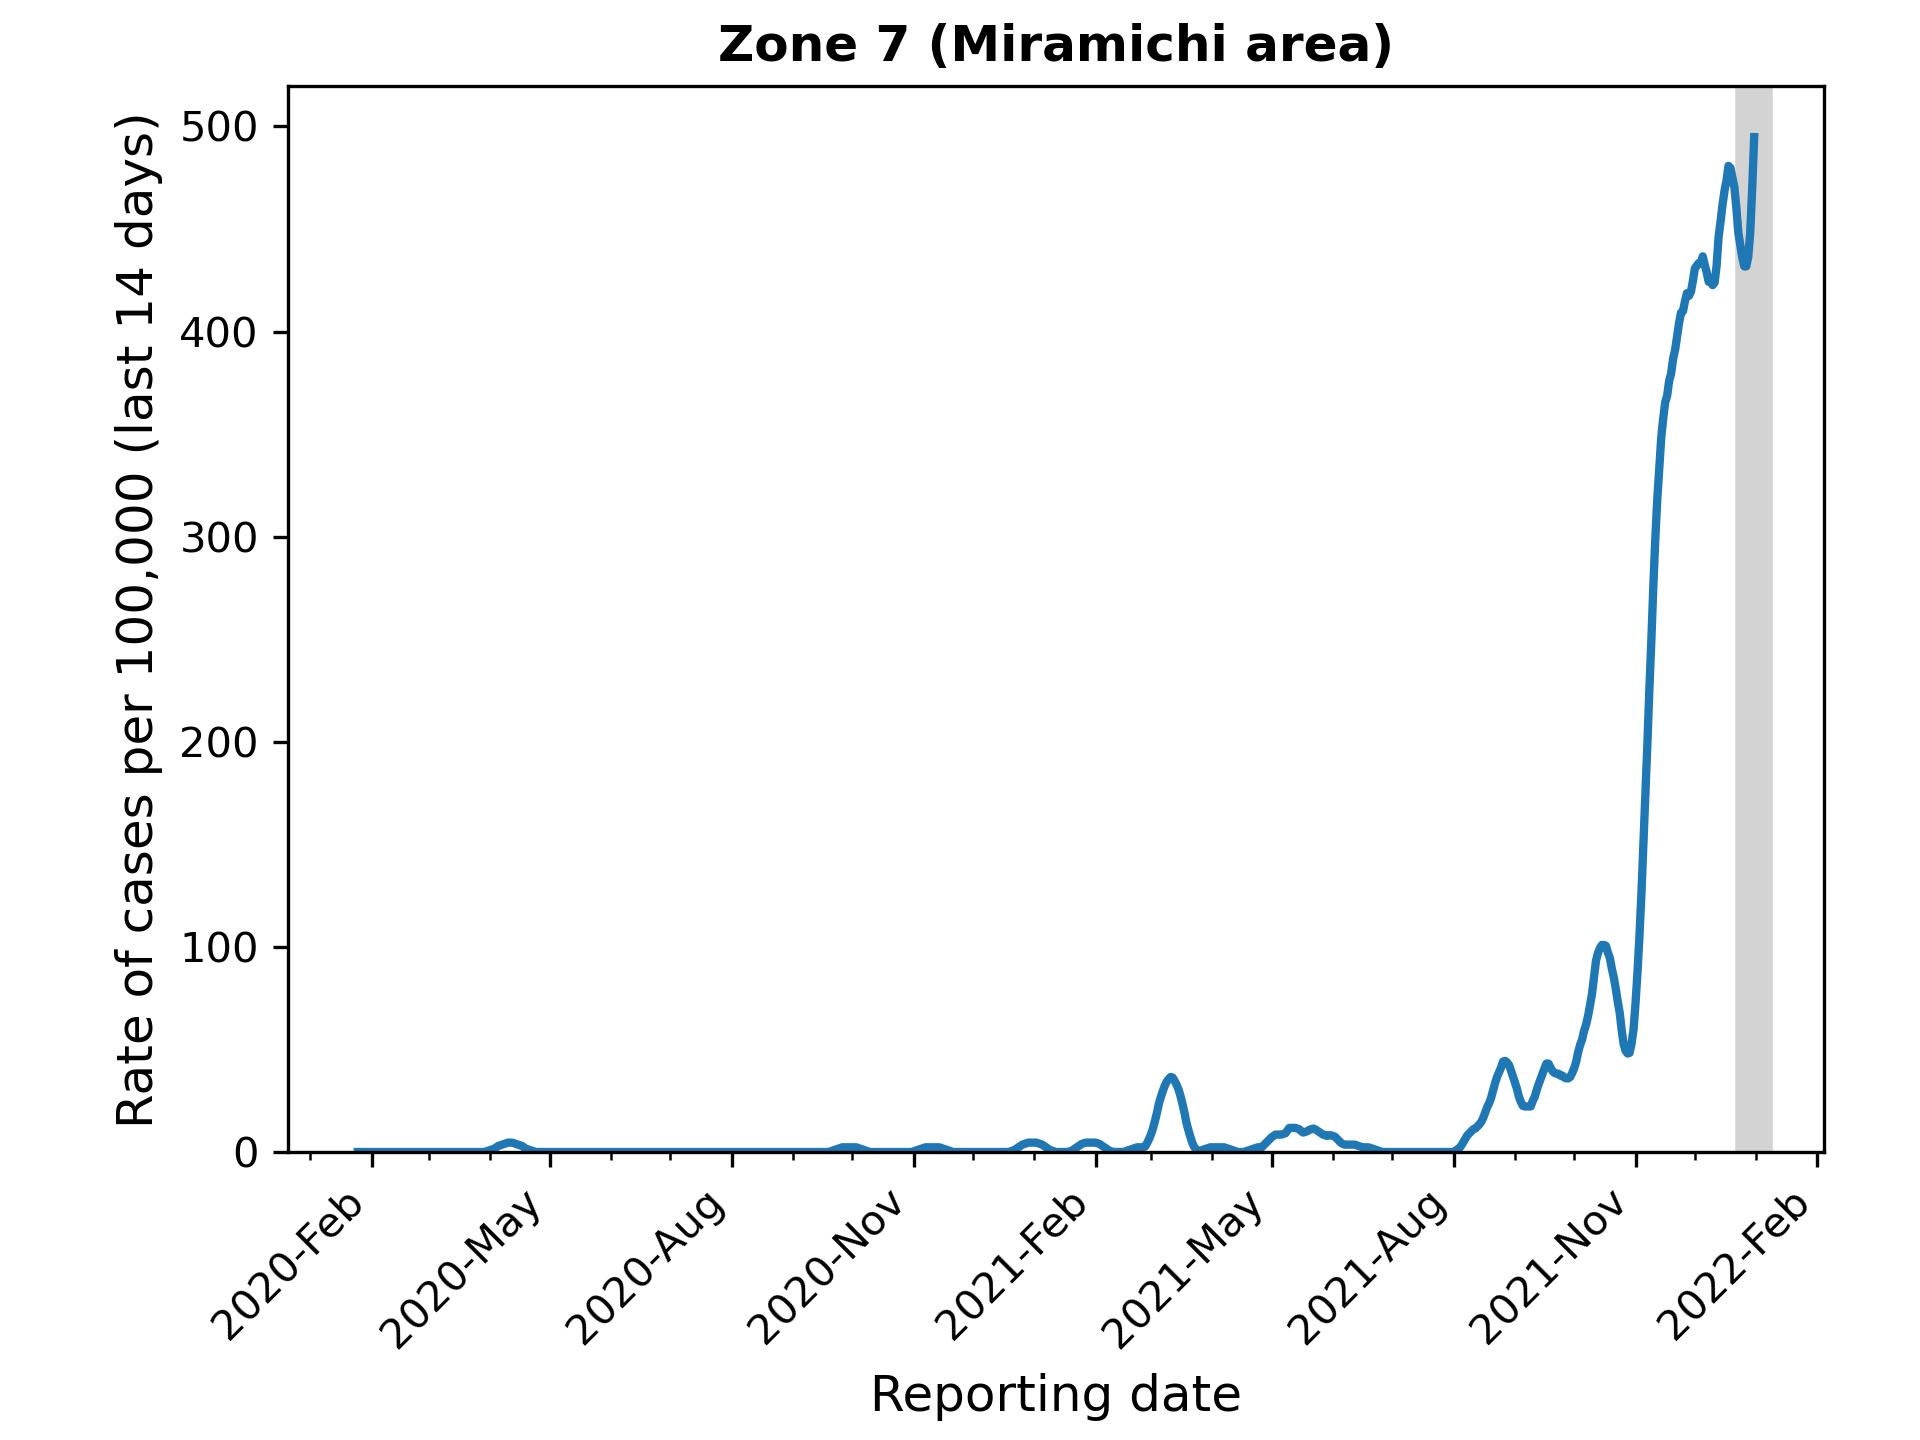 Zone 7 (Miramichi area)
Rate of cases per 100,000 (last 14 days)
500
400
300
200
100
0
2020-Feb
2020-May
2020-Aug
2020-Nov
2021-Feb
2021-May
2021-Aug
2021-Nov
2022-Feb
Reporting date